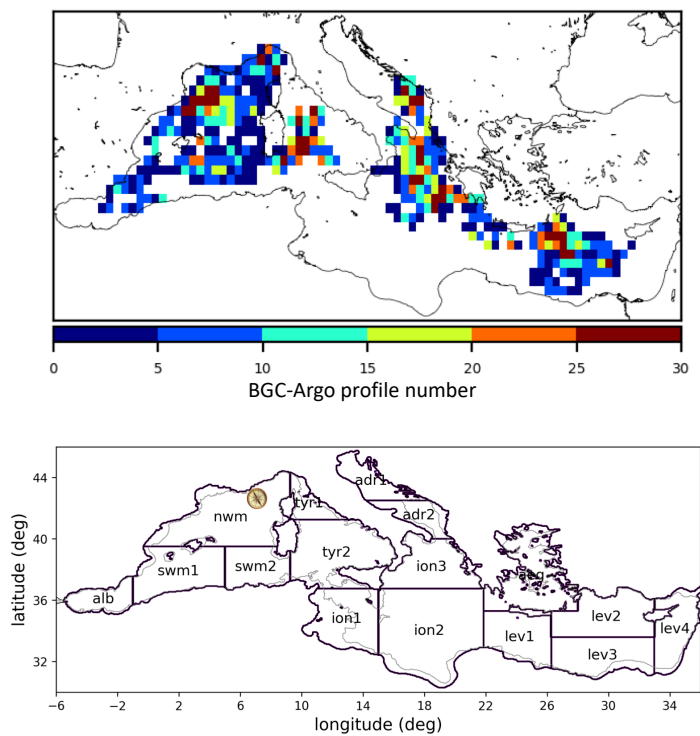 0 5 10 15 20 25 30
BGC-Argo profile number
44
40
36
32
latitude (deg)
adr1
tyr1
adr2
nwm
tyr2
ion3
swm1 swm2
alb
ion1
lev2
ion2
lev1
lev4
lev3
−6 −2 2 6 10 14 18 22 26 30 34
longitude (deg)